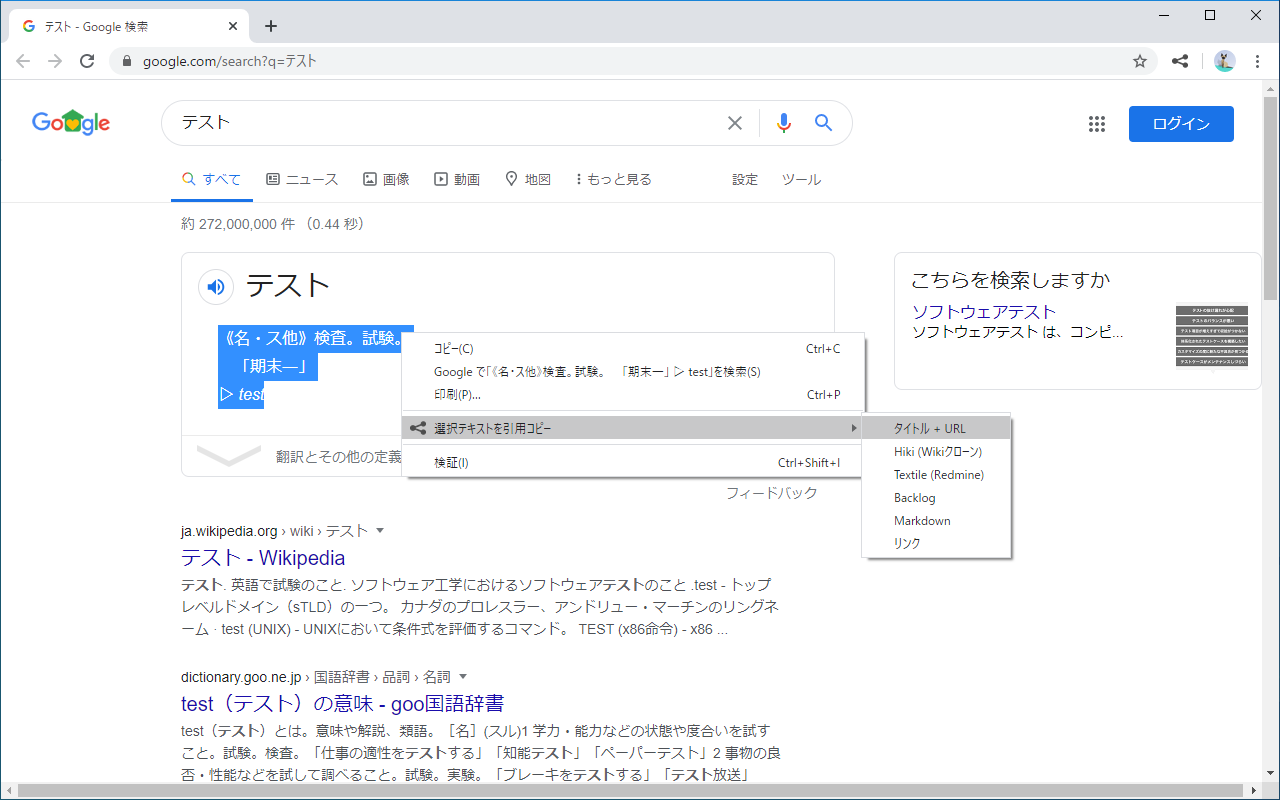 テスト - Google 検索
google.com/search?q=テスト
Google
テスト
ログイン
すべて ニュース 画像 動画 地図 もっと見る 設定 ツール
約 272,000,000 件 （0.44 秒）
テスト
《名・ス他》検査。試験。
「期末―」
▷ test
翻訳とその他の定義
フィードバック
コピー(C) Ctrl+C
Google で「《名・ス他》検査。試験。 「期末―」 ▷ test」を検索(S)
印刷(P)... Ctrl+P
選択テキストを引用コピー
検証(I) Ctrl+Shift+I
タイトル + URL
Hiki (Wikiクローン)
Textile (Redmine)
Backlog
Markdown
リンク
こちらを検索しますか
ソフトウェアテスト
ソフトウェアテスト は、コンピ...
ja.wikipedia.org › wiki › テスト
テスト - Wikipedia
テスト. 英語で試験のこと. ソフトウェア工学におけるソフトウェアテストのこと .test - トップ
レベルドメイン（sTLD）の一つ。 カナダのプロレスラー、アンドリュー・マーチンのリングネ
ーム · test (UNIX) - UNIXにおいて条件式を評価するコマンド。 TEST (x86命令) - x86 ...
dictionary.goo.ne.jp › 国語辞書 › 品詞 › 名詞
test（テスト）の意味 - goo国語辞書
test（テスト）とは。意味や解説、類語。［名］(スル)1 学力・能力などの状態や度合いを試す
こと。試験。検査。「仕事の適性をテストする」「知能テスト」「ペーパーテスト」2 事物の良
否・性能などを試して調べること。試験。実験。「ブレーキをテストする」「テスト放送」